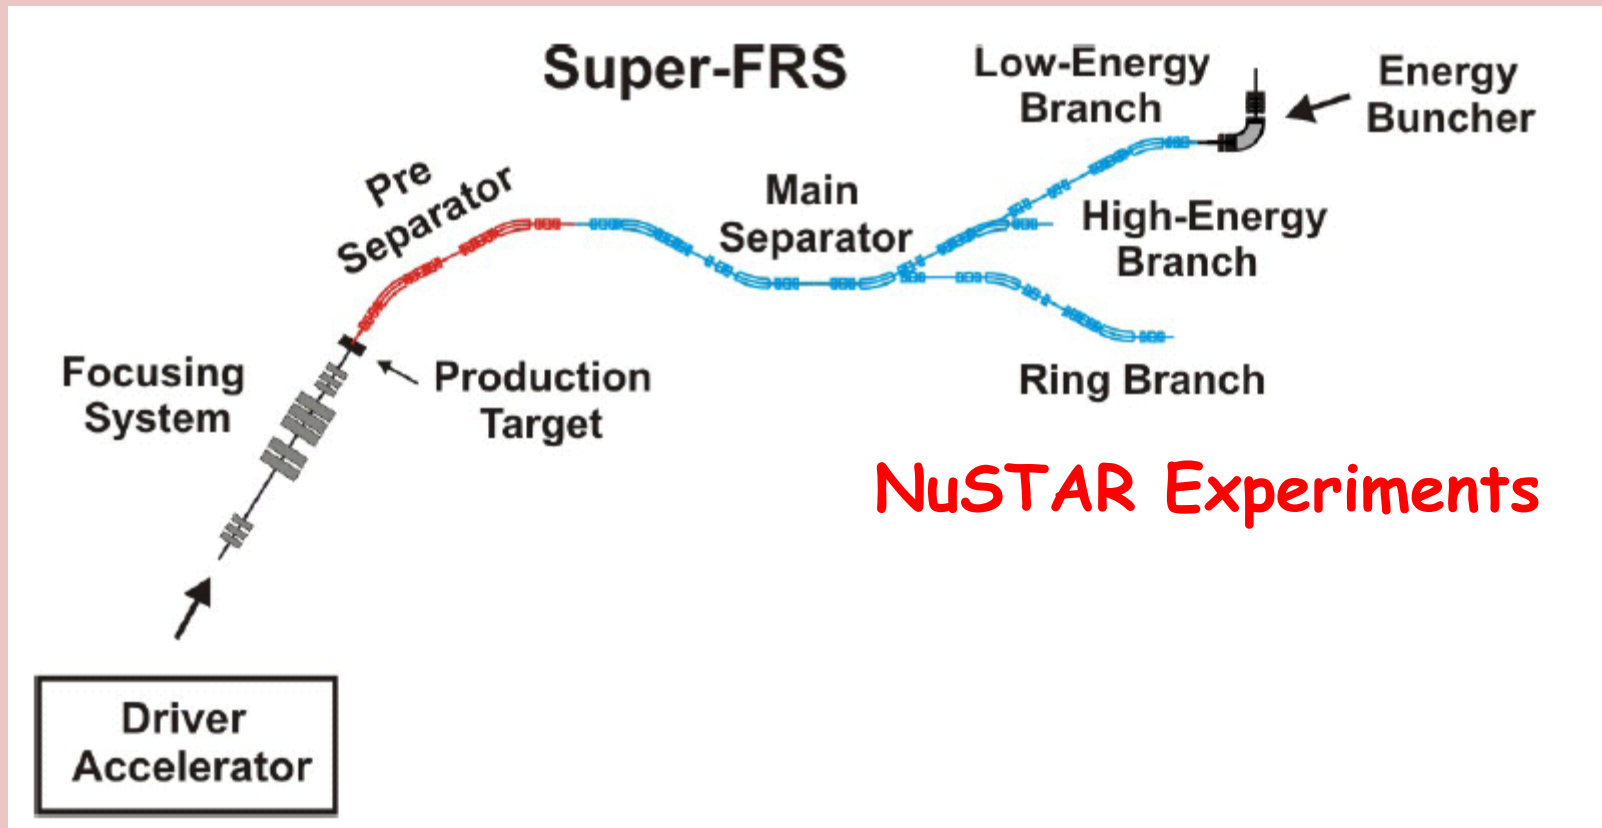 Super-FRS
Low-Energy
Branch
Energy
Buncher
Pre
Separator
Main
Separator
High-Energy
Branch
Focusing
System
Production
Target
Ring Branch
NuSTAR Experiments
Driver
Accelerator